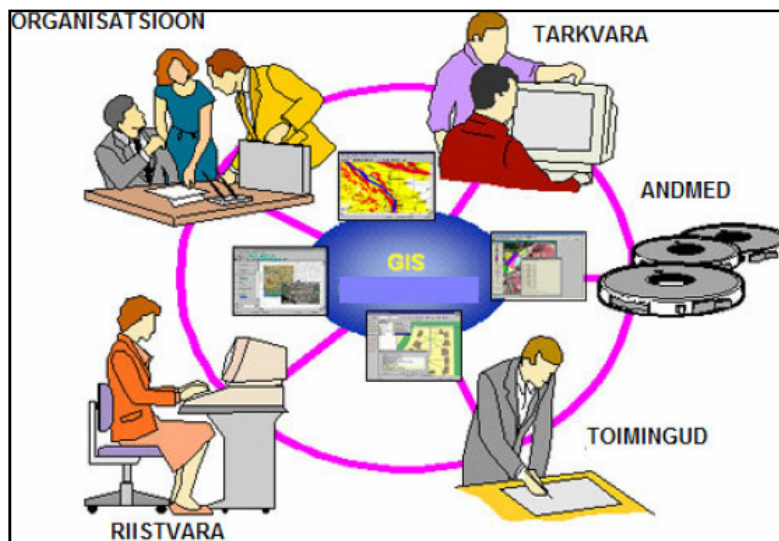 ORGANISATSIOON
TARKVARA
ANDMED
GIS
TOIMINGUD
RIISTVARA